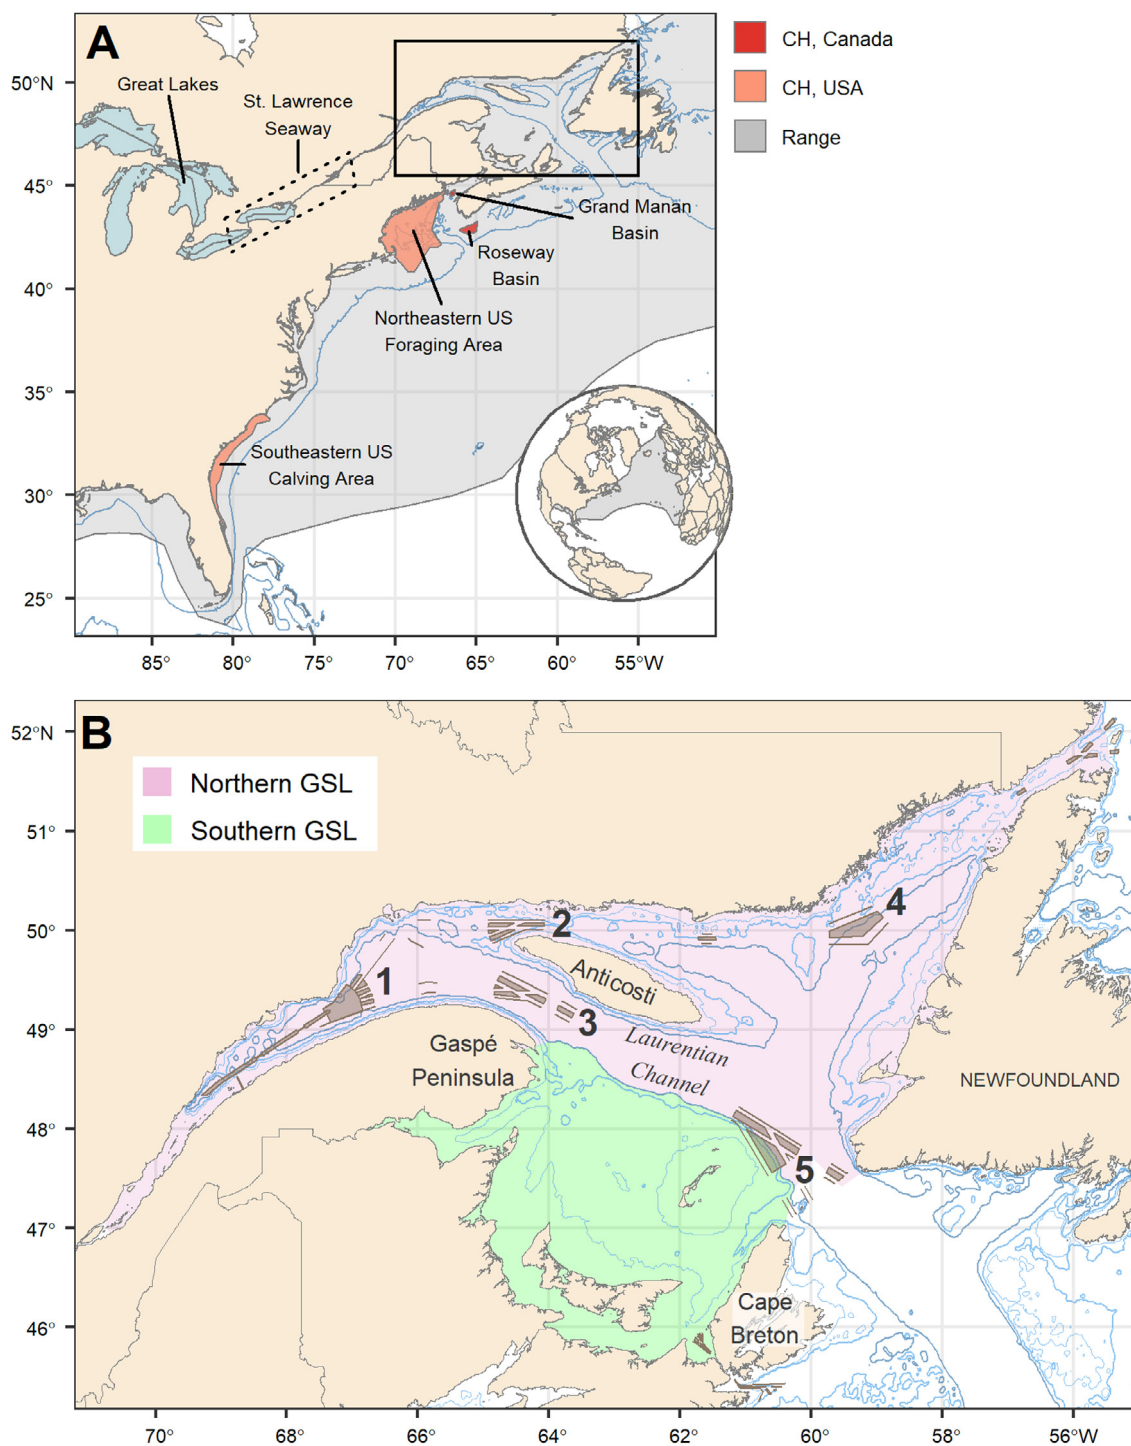 A
CH, Canada
CH, USA
Range
50°N
45°
40°
35°
30°
25°
Great Lakes
St. Lawrence
Seaway
Grand Manan
Basin
Roseway
Basin
Northeastern US
Foraging Area
Southeastern US
Calving Area
85°
80°
75°
70°
65°
60°
55°W
B
Northern GSL
Southern GSL
52°N
51°
50°
49°
48°
47°
46°
4
2
1
Anticosti
3
Laurentian
Channel
Gaspé
Peninsula
NEWFOUNDLAND
5
Cape
Breton
70°
68°
66°
64°
62°
60°
58°
56°W